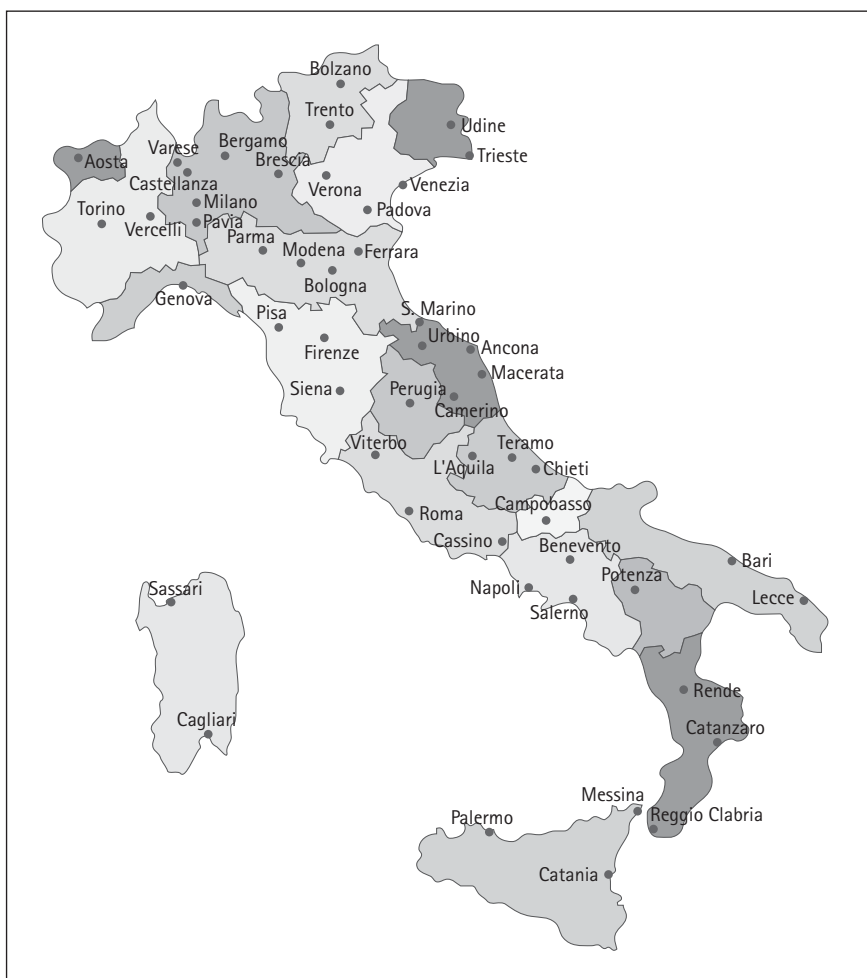 Bolzano
Trento
Udine
Trieste
Varese
Bergamo
Aosta
Brescia
Castellanza
Verona
Venezia
Milano
Torino
Padova
Vercelli
Pavia
Parma
Modena
Ferrara
Bologna
Genova
S. Marino
Pisa
Urbino
Firenze
Ancona
Macerata
Siena
Perugia
Camerino
Viterbo
Teramo
L'Aquila
Chieti
Campobasso
Roma
Cassino
Benevento
Bari
Potenza
Napoli
Sassari
Lecce
Salerno
Rende
Cagliari
Catanzaro
Messina
Palermo
Reggio Clabria
Catania